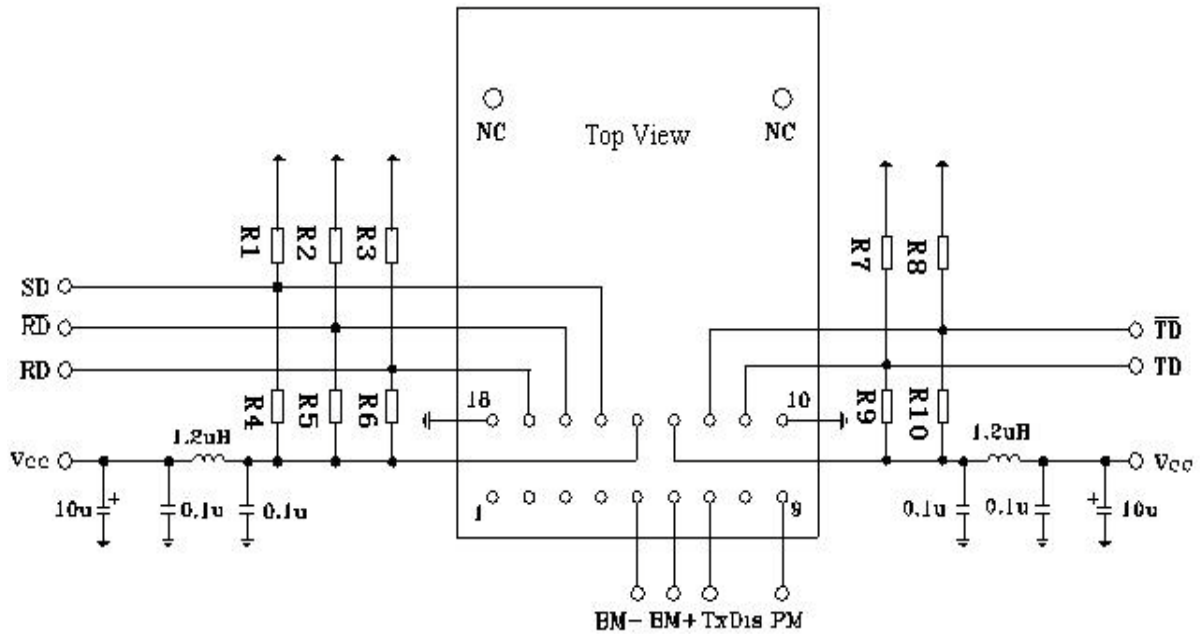 NC NC
Top View
R1 R2 R3
R7 R8
SD
R̅D̅
RD
T̅D̅
TD
R4 R5 R6
18 10
R9 R10
1.2uH
1.2uH
Vcc
Vcc
10u + 0.1u 0.1u
1 9
0.1u 0.1u + 10u
BM- BM+ TxDis PM